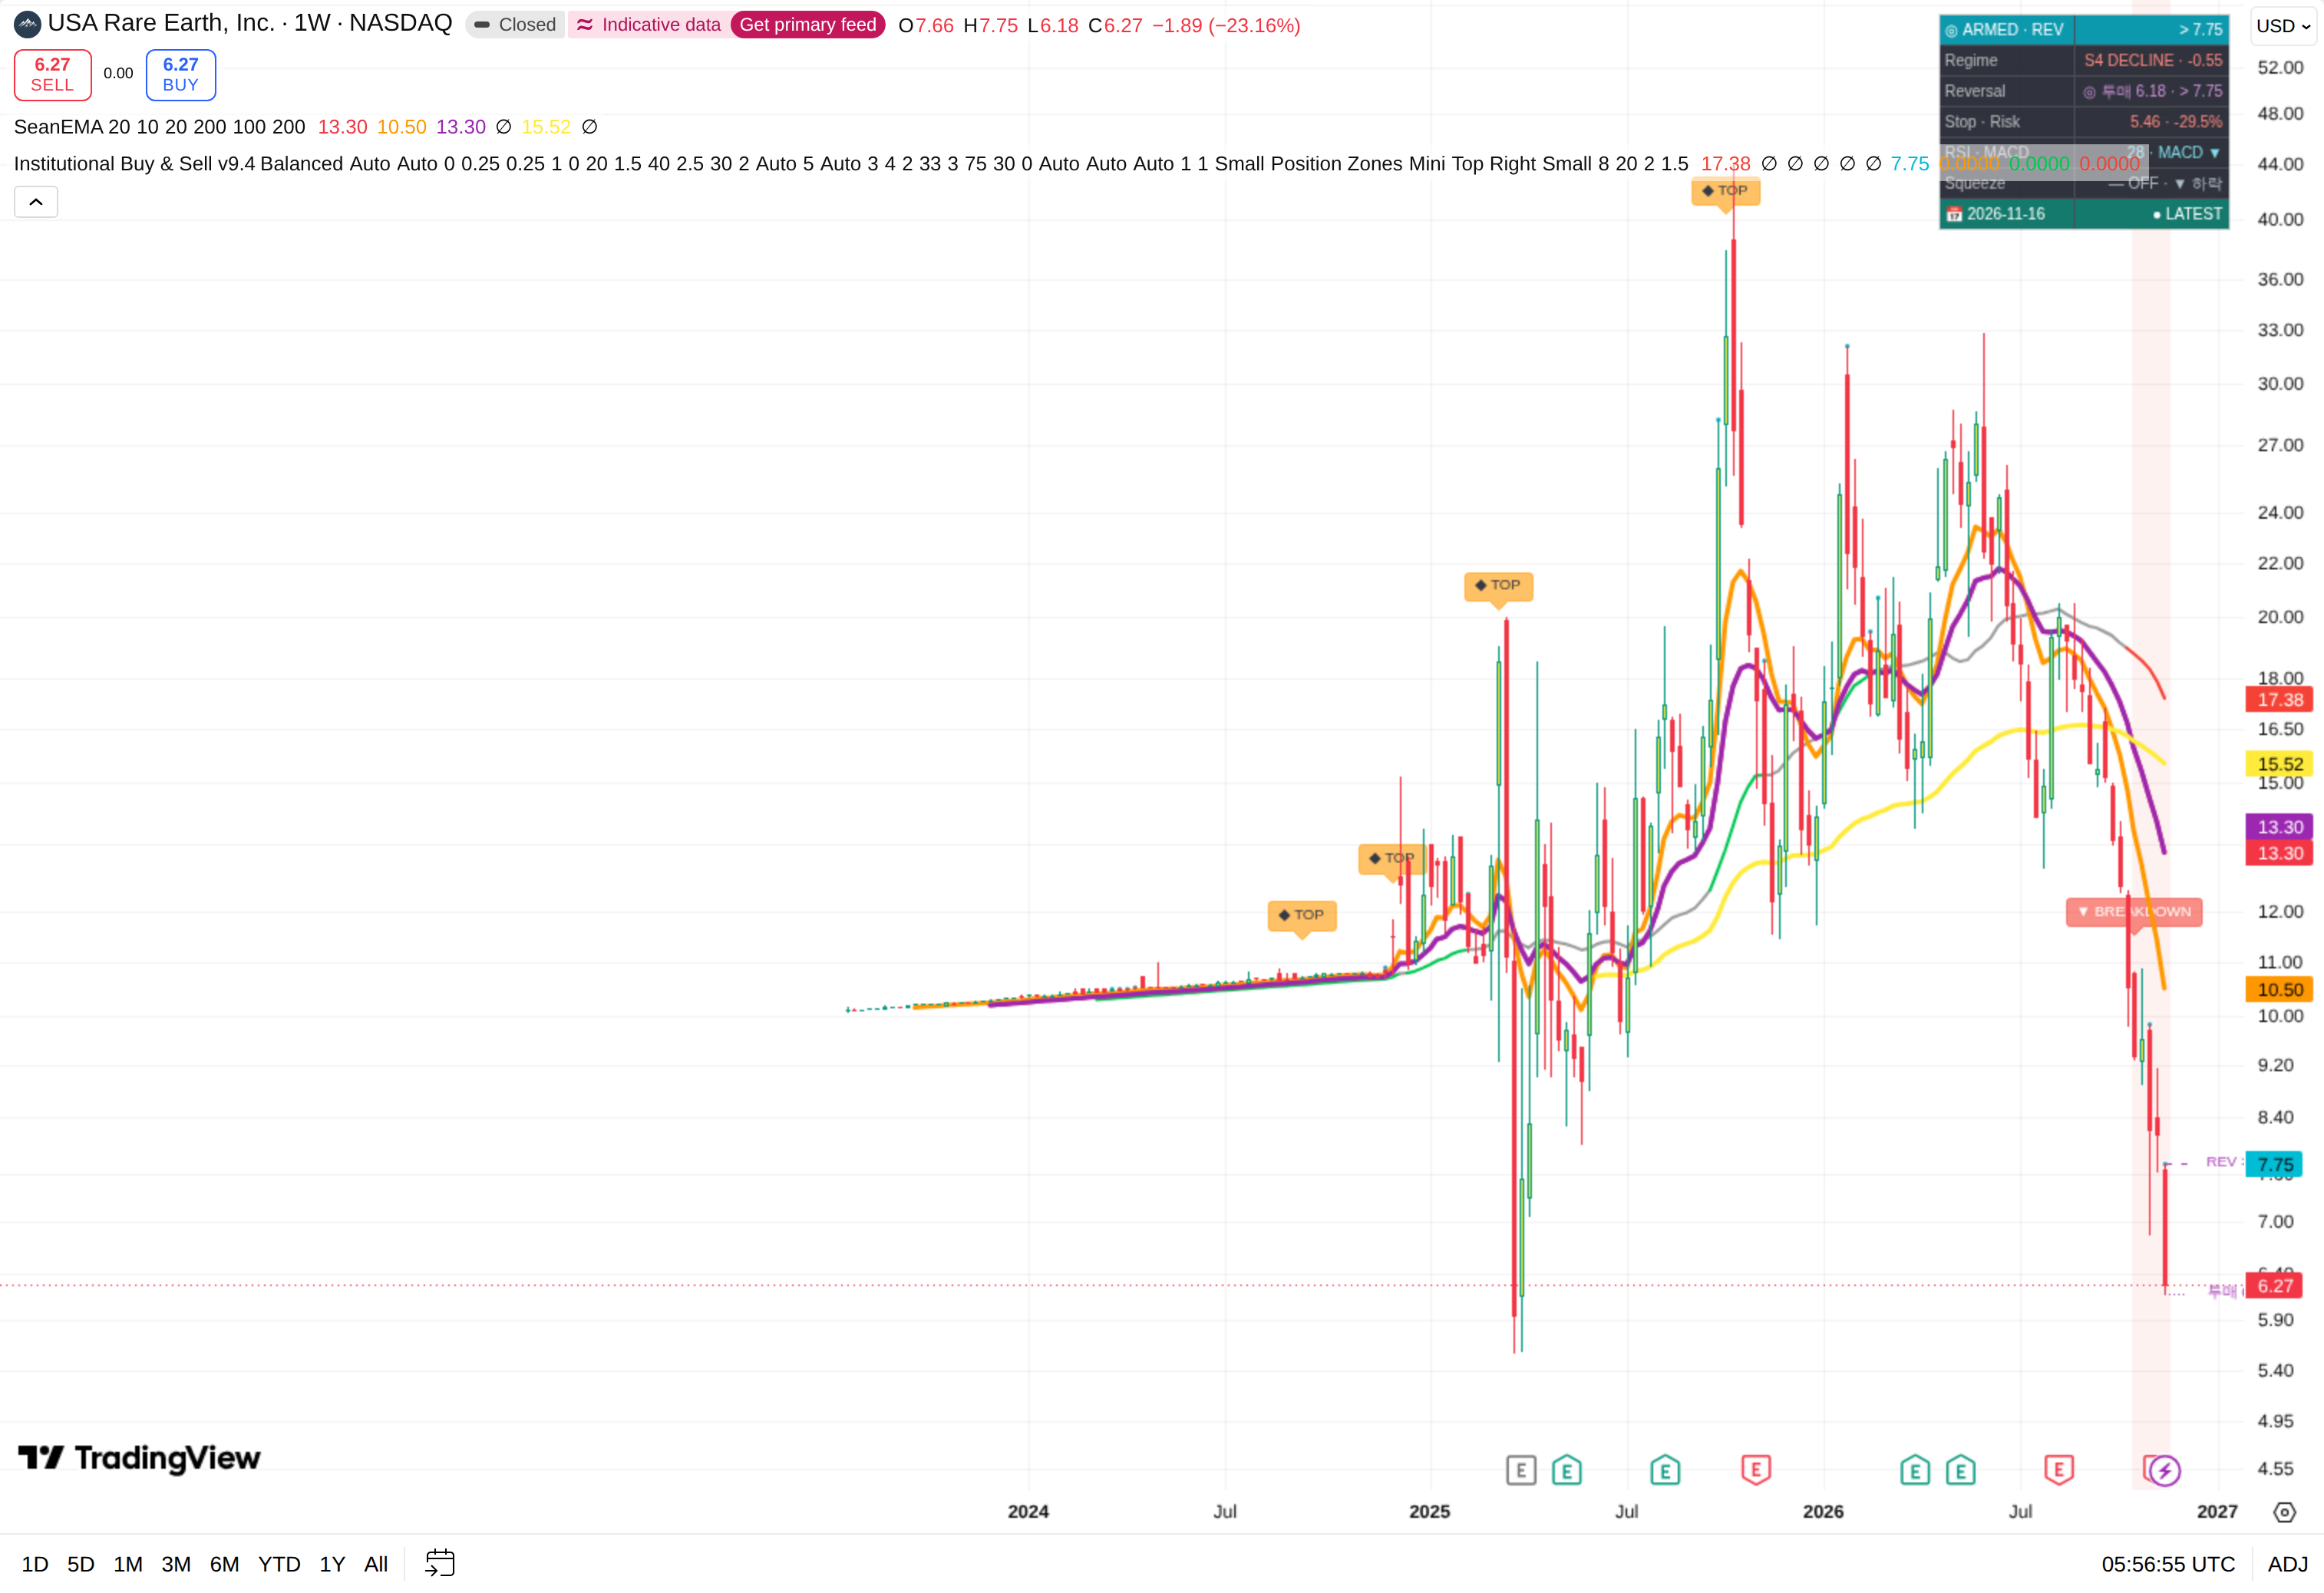 USA Rare Earth, Inc. · 1W · NASDAQ Closed Indicative data Get primary feed O7.66 H7.75 L6.18 C6.27 −1.89 (−23.16%)
6.27 SELL
0.00
6.27 BUY
SeanEMA 20 10 20 200 100 200 13.30 10.50 13.30 ∅ 15.52 ∅
Institutional Buy & Sell v9.4 Balanced Auto Auto 0 0.25 0.25 1 0 20 1.5 40 2.5 30 2 Auto 5 Auto 3 4 2 33 3 75 30 0 Auto Auto Auto 1 1 Small Position Zones Mini Top Right Small 8 20 2 1.5 17.38 ∅ ∅ ∅ ∅ ∅ 7.75 0.0000 0.0000 0.0000
◎ ARMED · REV > 7.75
Regime S4 DECLINE · -0.55
Reversal ◎ 투매 6.18 · > 7.75
Stop · Risk 5.46 · -29.5%
RSI · MACD 28 · MACD ▼
Squeeze — OFF · ▼ 하락
2026-11-16 ● LATEST
USD
52.00
48.00
44.00
40.00
36.00
33.00
30.00
27.00
24.00
22.00
20.00
18.00
17.38
16.50
15.52
15.00
13.30
13.30
12.00
11.00
10.50
10.00
9.20
8.40
7.75
7.00
6.27
5.90
5.40
4.95
4.55
◆ TOP
◆ TOP
◆ TOP
◆ TOP
▼ BREAKDOWN
REV
투매
TradingView
E
E
E
E
E
E
E
2024
Jul
2025
Jul
2026
Jul
2027
1D 5D 1M 3M 6M YTD 1Y All
05:56:55 UTC
ADJ